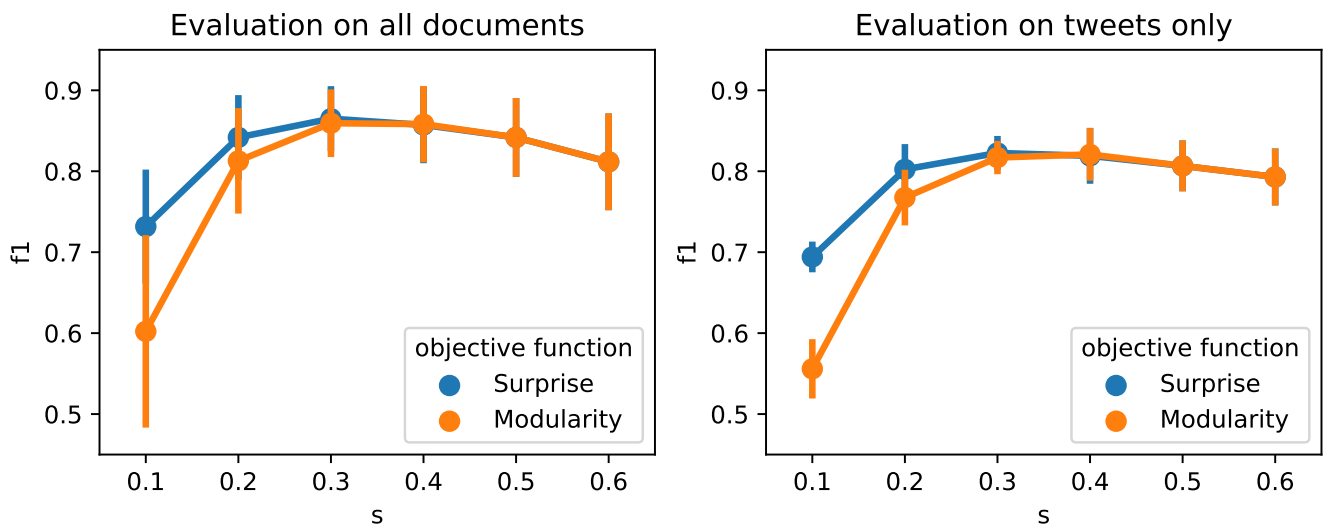 Evaluation on all documents
f1
0.9
0.8
0.7
0.6
0.5
0.1 0.2 0.3 0.4 0.5 0.6
s
objective function
Surprise
Modularity
Evaluation on tweets only
f1
0.9
0.8
0.7
0.6
0.5
0.1 0.2 0.3 0.4 0.5 0.6
s
objective function
Surprise
Modularity